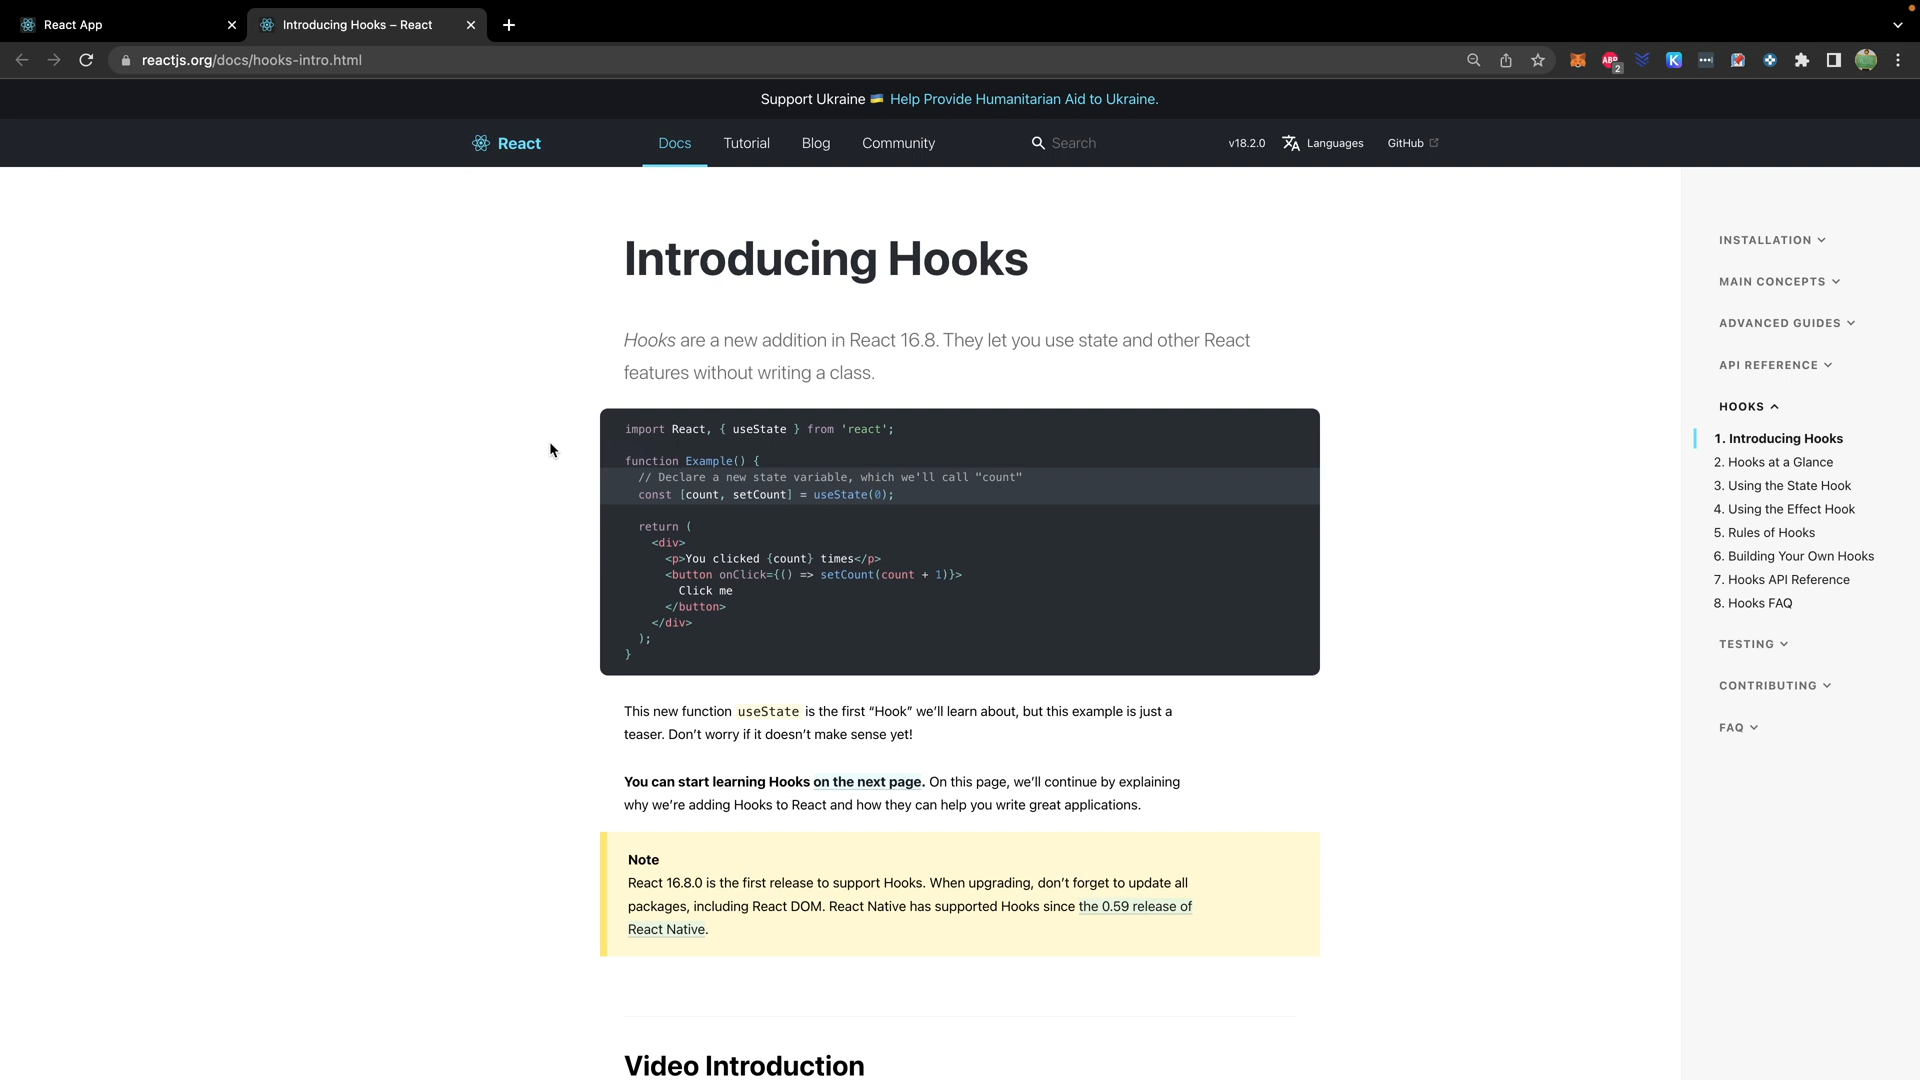 React App
Introducing Hooks – React
reactjs.org/docs/hooks-intro.html
ABP
2
K
Support Ukraine 🇺🇦 Help Provide Humanitarian Aid to Ukraine.
React
Docs
Tutorial
Blog
Community
Search
v18.2.0
Languages
GitHub
Introducing Hooks
Hooks are a new addition in React 16.8. They let you use state and other React
features without writing a class.
import React, { useState } from 'react';
function Example() {
// Declare a new state variable, which we'll call "count"
const [count, setCount] = useState(0);
return (
<div>
<p>You clicked {count} times</p>
<button onClick={() => setCount(count + 1)}>
Click me
</button>
</div>
);
}
This new function useState is the first “Hook” we’ll learn about, but this example is just a
teaser. Don’t worry if it doesn’t make sense yet!
You can start learning Hooks on the next page. On this page, we’ll continue by explaining
why we’re adding Hooks to React and how they can help you write great applications.
Note
React 16.8.0 is the first release to support Hooks. When upgrading, don’t forget to update all
packages, including React DOM. React Native has supported Hooks since the 0.59 release of
React Native.
Video Introduction
INSTALLATION
MAIN CONCEPTS
ADVANCED GUIDES
API REFERENCE
HOOKS
1. Introducing Hooks
2. Hooks at a Glance
3. Using the State Hook
4. Using the Effect Hook
5. Rules of Hooks
6. Building Your Own Hooks
7. Hooks API Reference
8. Hooks FAQ
TESTING
CONTRIBUTING
FAQ